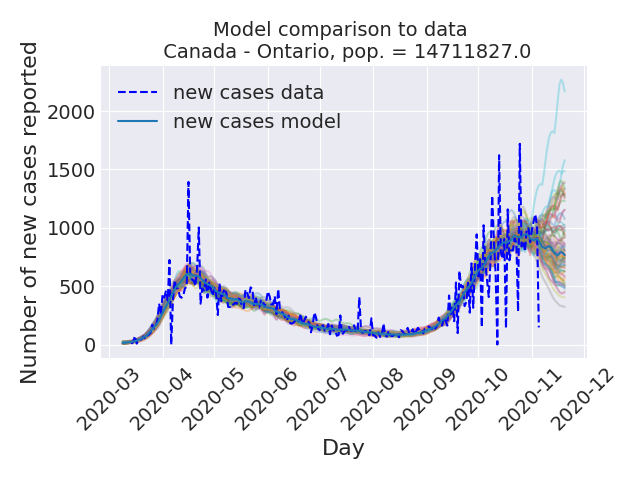 Model comparison to data
Canada - Ontario, pop. = 14711827.0
Number of new cases reported
2000
1500
1000
500
0
new cases data
new cases model
2020-03
2020-04
2020-05
2020-06
2020-07
2020-08
2020-09
2020-10
2020-11
2020-12
Day